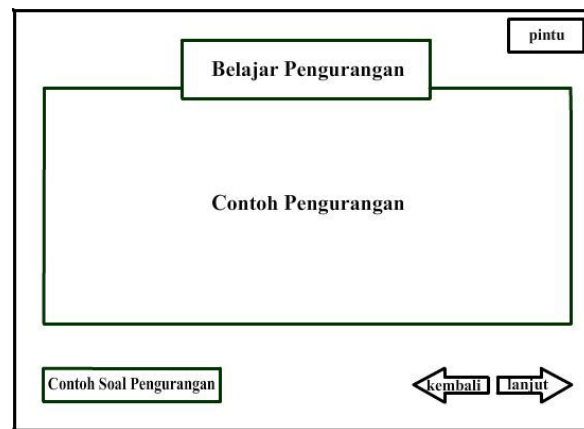 pintu
Belajar Pengurangan
Contoh Pengurangan
Contoh Soal Pengurangan
kembali
lanjut